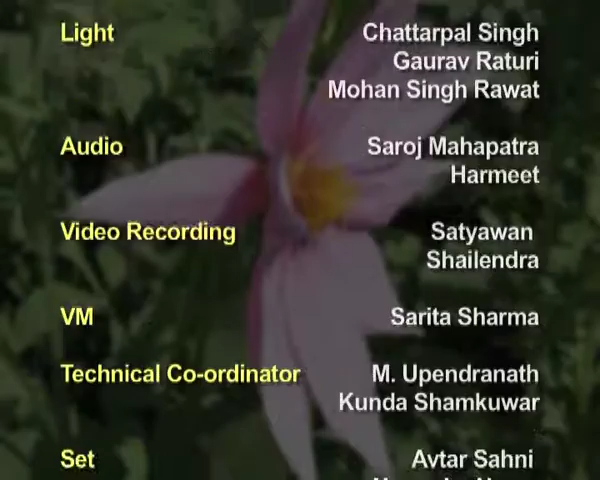 Light Chattarpal Singh
Gaurav Raturi
Mohan Singh Rawat
Audio Saroj Mahapatra
Harmeet
Video Recording Satyawan
Shailendra
VM Sarita Sharma
Technical Co-ordinator M. Upendranath
Kunda Shamkuwar
Set Avtar Sahni